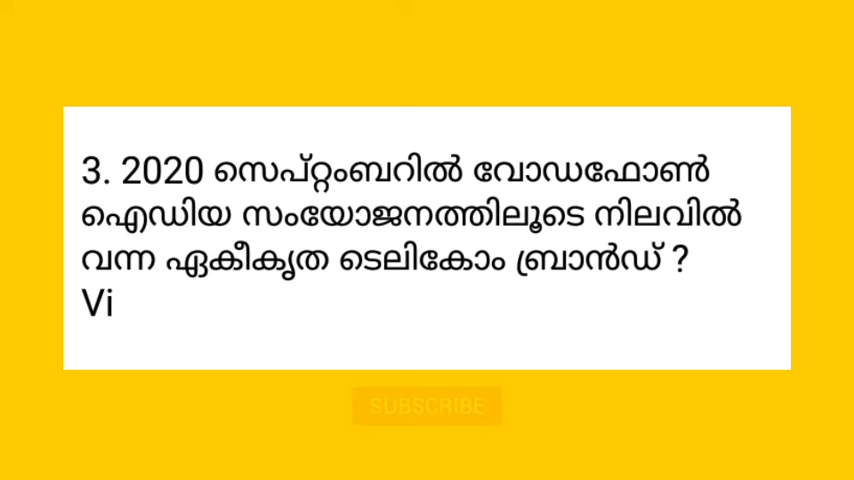 3. 2020 സെപ്റ്റംബറിൽ വോഡഫോൺ
ഐഡിയ സംയോജനത്തിലൂടെ നിലവിൽ
വന്ന ഏകീകൃത ടെലികോം ബ്രാൻഡ് ?
Vi
SUBSCRIBE